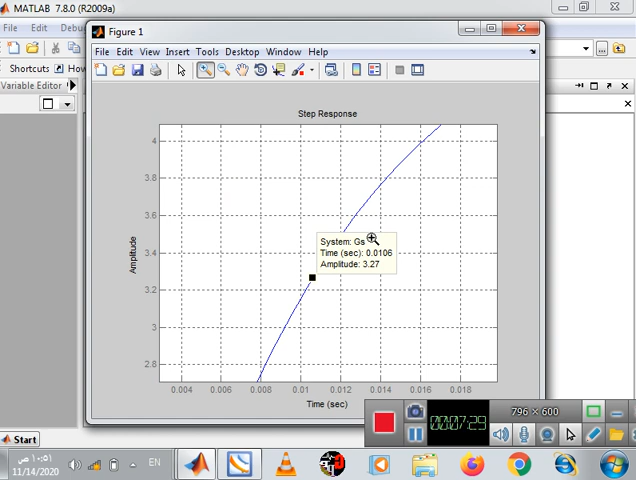 MATLAB 7.8.0 (R2009a)
File Edit Debu
Shortcuts How
Variable Editor
Figure 1
File Edit View Insert Tools Desktop Window Help
Step Response
Amplitude
4
3.8
3.6
3.4
3.2
3
2.8
System: Gs
Time (sec): 0.0106
Amplitude: 3.27
0.004 0.006 0.008 0.01 0.012 0.014 0.016 0.018
Time (sec)
796 × 600
00:07:29
Start
١٠:٥١ ص
11/14/2020
EN